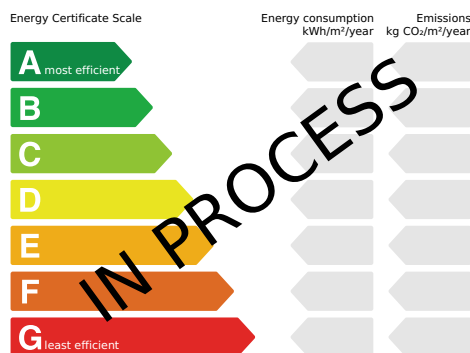 Energy Certificate Scale
Energy consumption
kWh/m²/year
Emissions
kg CO₂/m²/year
A most efficient
B
C
D
E
F
G least efficient
IN PROCESS